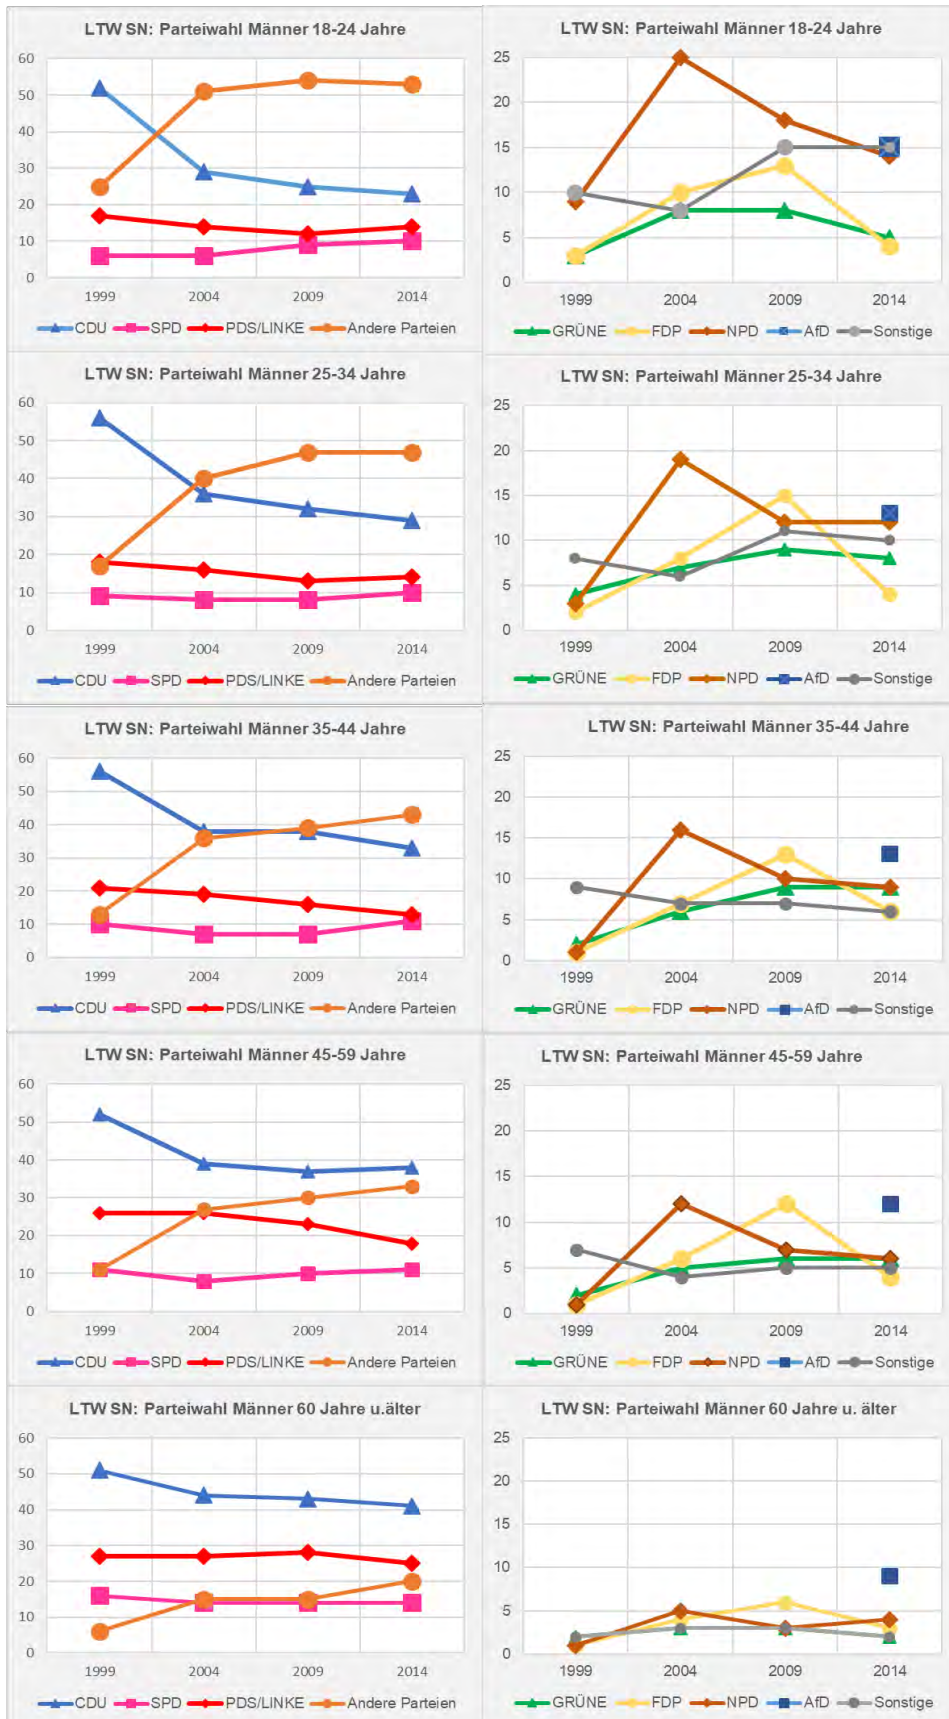 LTW SN: Parteiwahl Männer 18-24 Jahre
60
50
40
30
20
10
0
1999 2004 2009 2014
CDU SPD PDS/LINKE Andere Parteien
LTW SN: Parteiwahl Männer 18-24 Jahre
25
20
15
10
5
0
1999 2004 2009 2014
GRÜNE FDP NPD AfD Sonstige
LTW SN: Parteiwahl Männer 25-34 Jahre
60
50
40
30
20
10
0
1999 2004 2009 2014
CDU SPD PDS/LINKE Andere Parteien
LTW SN: Parteiwahl Männer 25-34 Jahre
25
20
15
10
5
0
1999 2004 2009 2014
GRÜNE FDP NPD AfD Sonstige
LTW SN: Parteiwahl Männer 35-44 Jahre
60
50
40
30
20
10
0
1999 2004 2009 2014
CDU SPD PDS/LINKE Andere Parteien
LTW SN: Parteiwahl Männer 35-44 Jahre
25
20
15
10
5
0
1999 2004 2009 2014
GRÜNE FDP NPD AfD Sonstige
LTW SN: Parteiwahl Männer 45-59 Jahre
60
50
40
30
20
10
0
1999 2004 2009 2014
CDU SPD PDS/LINKE Andere Parteien
LTW SN: Parteiwahl Männer 45-59 Jahre
25
20
15
10
5
0
1999 2004 2009 2014
GRÜNE FDP NPD AfD Sonstige
LTW SN: Parteiwahl Männer 60 Jahre u.älter
60
50
40
30
20
10
0
1999 2004 2009 2014
CDU SPD PDS/LINKE Andere Parteien
LTW SN: Parteiwahl Männer 60 Jahre u. älter
25
20
15
10
5
0
1999 2004 2009 2014
GRÜNE FDP NPD AfD Sonstige